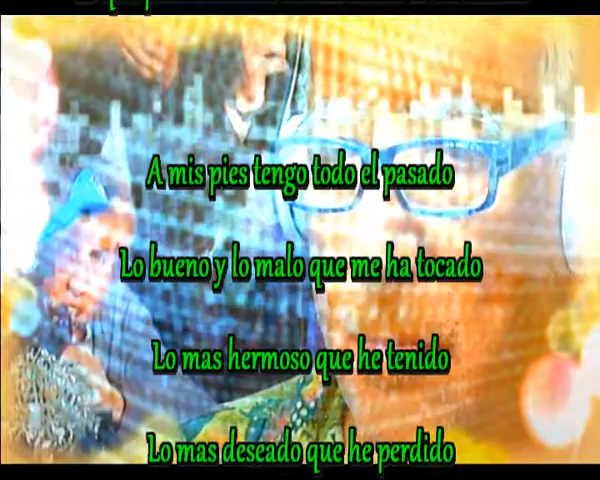 A mis pies tengo todo el pasado
Lo bueno y lo malo que me ha tocado
Lo mas hermoso que he tenido
Lo mas deseado que he perdido